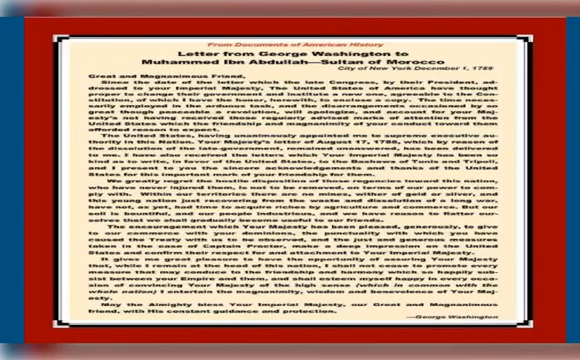 From Documents of American History
Letter from George Washington to
Muhammed Ibn Abdullah—Sultan of Morocco
City of New York December 1, 1789
Great and Magnanimous Friend,
Since the date of the letter which the late Congress, by their President, ad-
dressed to your Imperial Majesty, The United States of America have thought
proper to change their government and institute a new one, agreeable to the Con-
stitution, of which I have the honor, herewith, to enclose a copy. The time neces-
sarily employed in the arduous task, and the disarrangements occasioned by so
great though peaceable a revolution, will apologise, and account for your Maj-
esty's not having received those regularly advised marks of attention from the
United States which the friendship and magnanimity of your conduct toward them
afforded reason to expect.
The United States, having unanimously appointed me to supreme executive au-
thority in this Nation. Your Majesty's letter of August 17, 1788, which by reason of
the dissolution of the late government, remained unanswered, has been delivered
to me. I have also received the letters which Your Imperial Majesty has been so
kind as to write, in favor of the United States, to the Bashaws of Tunis and Tripoli,
and I present to you the sincere acknowledgements and thanks of the United
States for this important mark of your friendship for them.
We greatly regret the hostile disposition of those regencies toward this nation,
who have never injured them, is not to be removed, on terms of our power to com-
ply with. Within our territories there are no mines, wither of gold or silver, and
this young nation just recovering from the waste and dissolution of a long war,
have not, as yet, had time to acquire riches by agriculture and commerce. But our
soil is bountiful, and our people industrious, and we have reason to flatter our-
selves that we shall gradually become useful to our friends.
The encouragement which Your Majesty has been pleased, generously, to give
to our commerce with your dominions, the punctuality with which you have
caused the Treaty with us to be observed, and the just and generous measures
taken in the case of Captain Procter, make a deep impression on the United
States and confirm their respect for and attachment to Your Imperial Majesty.
It gives me great pleasure to have the opportunity of assuring Your Majesty
that, while I remain at the head of this nation, I shall not cease to promote every
measure that may conduce to the friendship and harmony which so happily sub-
sist between your Empire and them, and shall esteem myself happy in every occa-
sion of convincing Your Majesty of the high sense (which in common with the
whole nation) I entertain the magnanimity, wisdom and benevolence of Your Maj-
esty.
May the Almighty bless Your Imperial Majesty, our Great and Magnanimous
friend, with His constant guidance and protection.
—George Washington